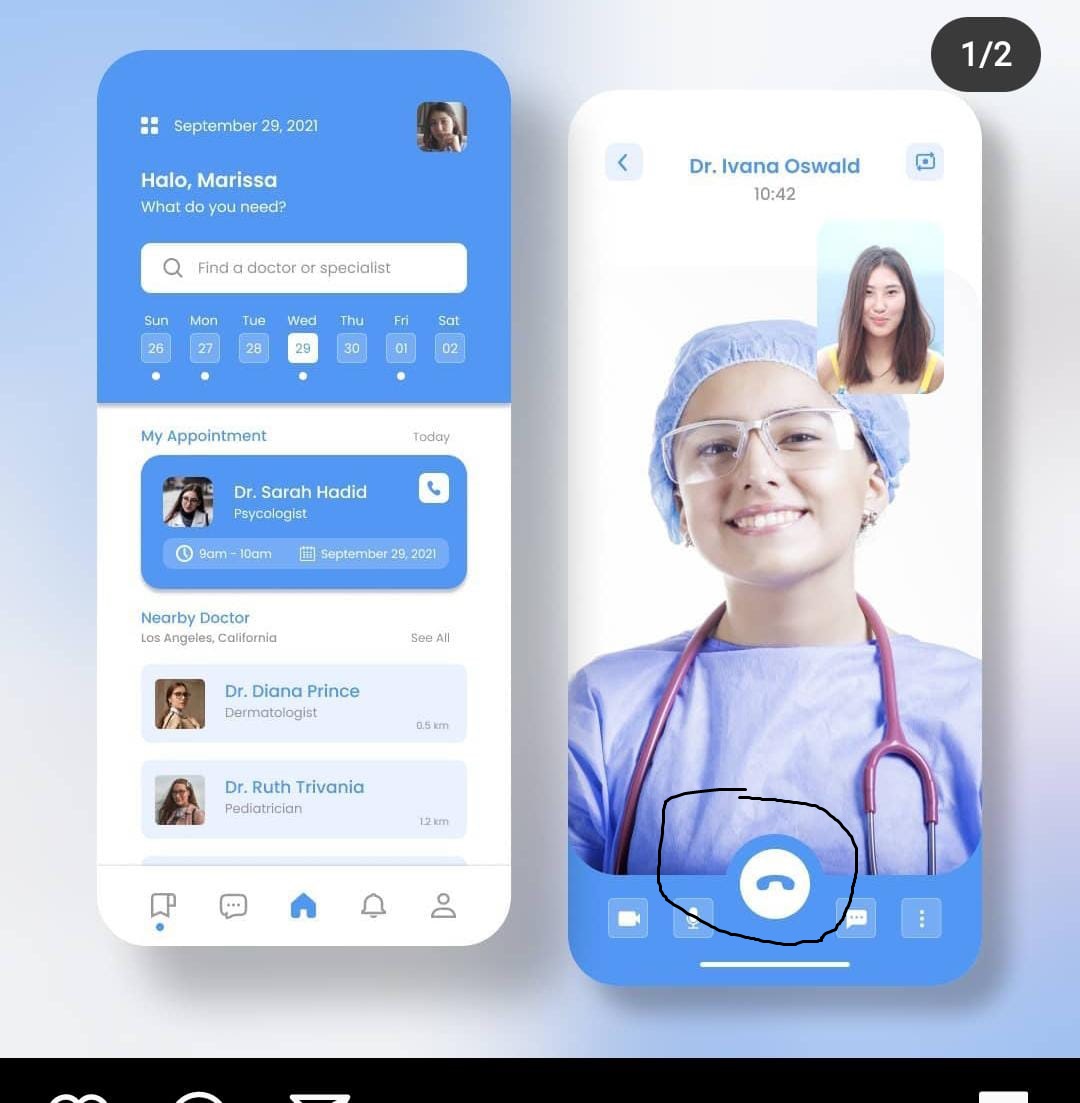 1/2
September 29, 2021
Halo, Marissa
What do you need?
Find a doctor or specialist
Sun Mon Tue Wed Thu Fri Sat
26 27 28 29 30 01 02
My Appointment Today
Dr. Sarah Hadid
Psycologist
9am - 10am September 29, 2021
Nearby Doctor
Los Angeles, California See All
Dr. Diana Prince
Dermatologist
0.5 km
Dr. Ruth Trivania
Pediatrician
1.2 km
Dr. Ivana Oswald
10:42